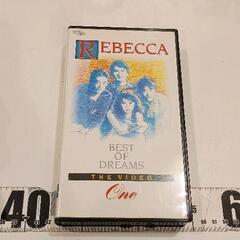 REBECCA
BEST
OF
DREAMS
THE VIDEO
One
40
6